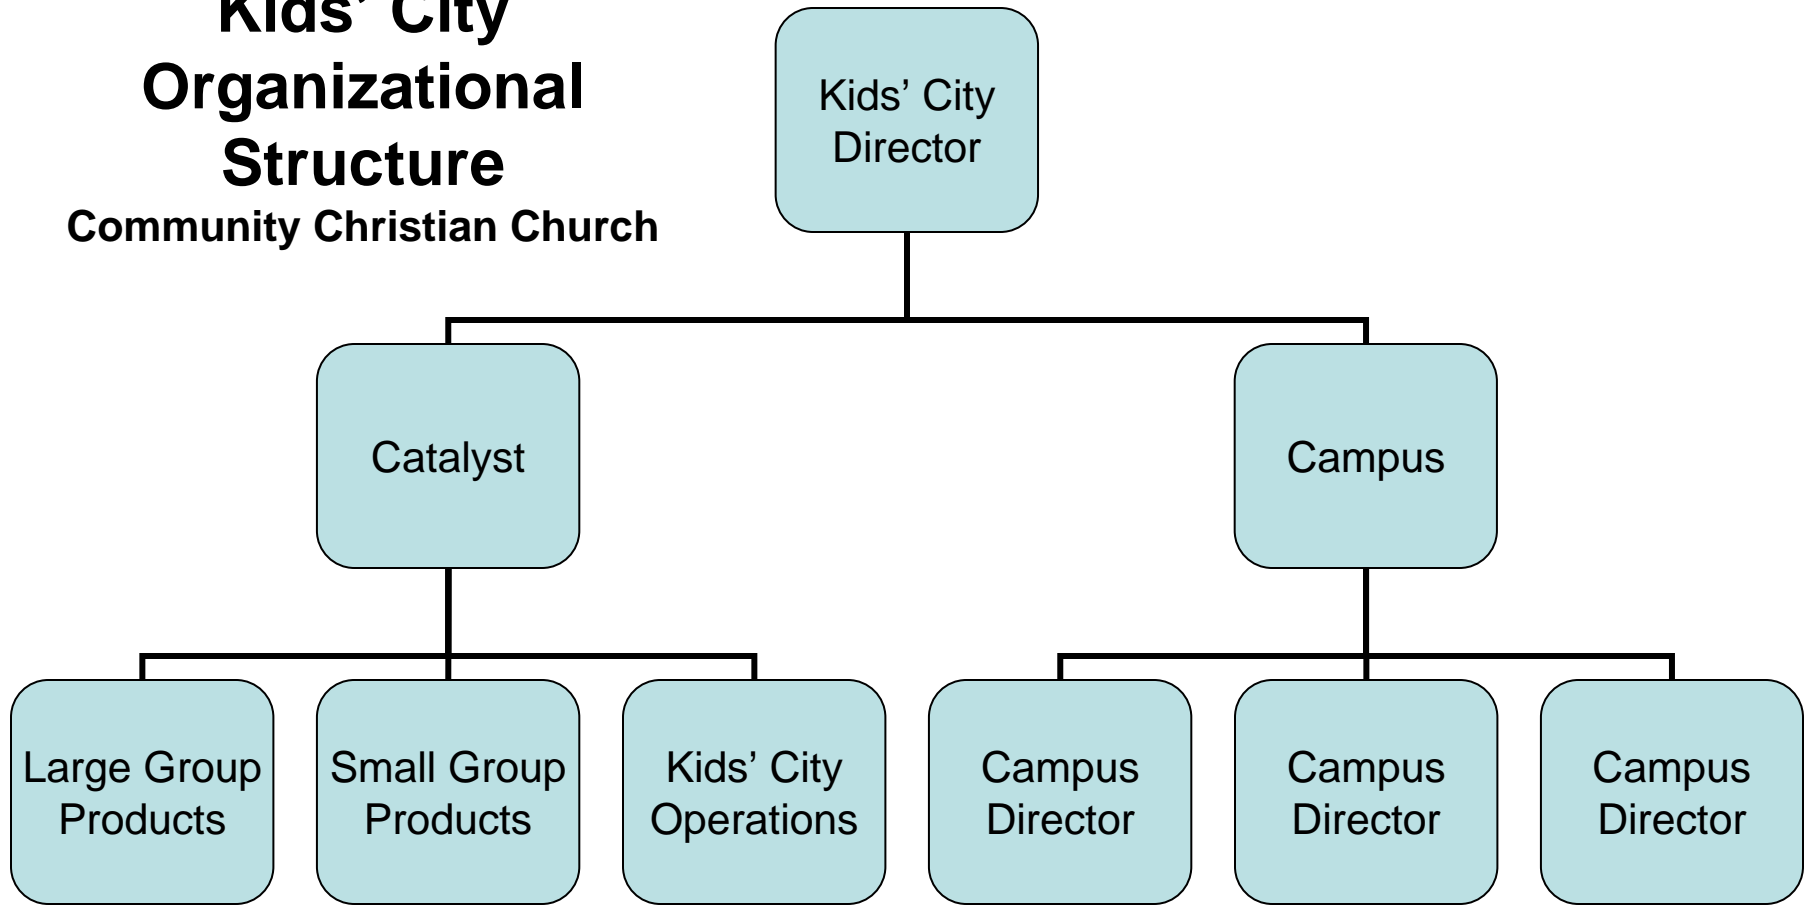 Kids’ City
Organizational
Structure
Community Christian Church
Kids’ City
Director
Catalyst
Campus
Large Group
Products
Small Group
Products
Kids’ City
Operations
Campus
Director
Campus
Director
Campus
Director